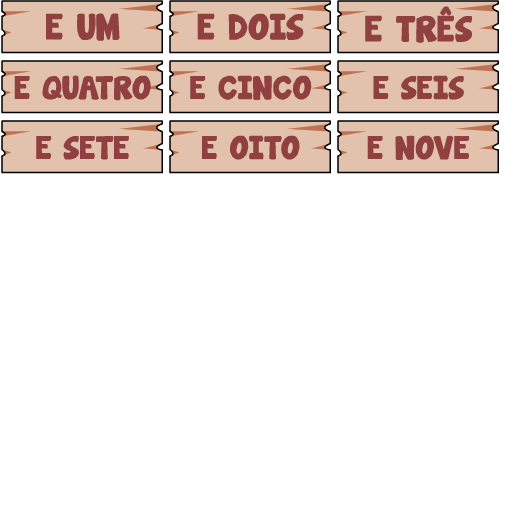 E UM
E DOIS
E TRÊS
E QUATRO
E CINCO
E SEIS
E SETE
E OITO
E NOVE